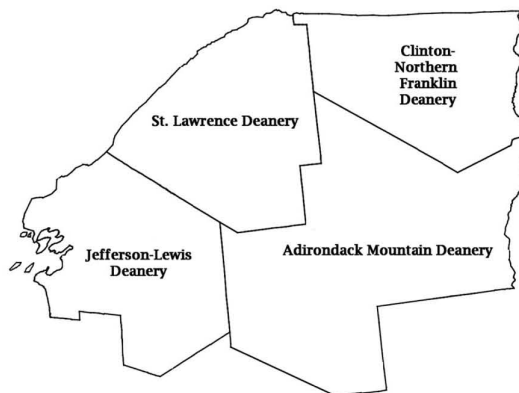 Clinton-
Northern
Franklin
Deanery
St. Lawrence Deanery
Jefferson-Lewis
Deanery
Adirondack Mountain Deanery